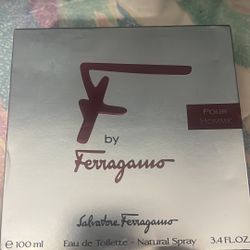 F
POUR
HOMME
by
Ferragamo
Salvatore Ferragamo
e 100 ml Eau de Toilette - Natural Spray 3.4 FL.OZ